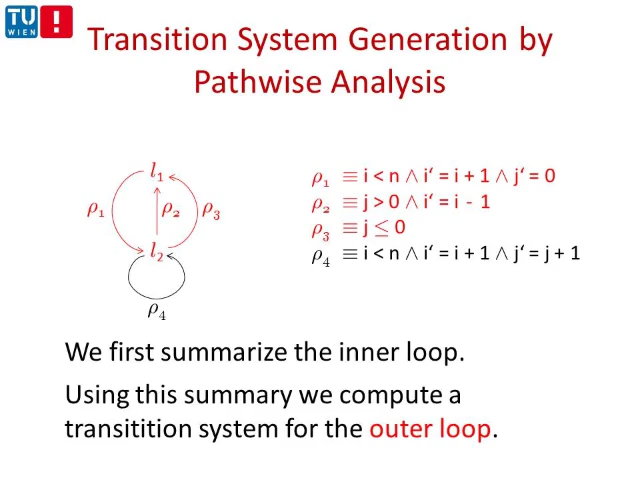 TU
WIEN
!
Transition System Generation by
Pathwise Analysis
l₁
ρ₁
ρ₂
ρ₃
l₂
ρ₄
ρ₁ ≡ i < n ∧ i‘ = i + 1 ∧ j‘ = 0
ρ₂ ≡ j > 0 ∧ i‘ = i - 1
ρ₃ ≡ j ≤ 0
ρ₄ ≡ i < n ∧ i‘ = i + 1 ∧ j‘ = j + 1
We first summarize the inner loop.
Using this summary we compute a
transitition system for the outer loop.